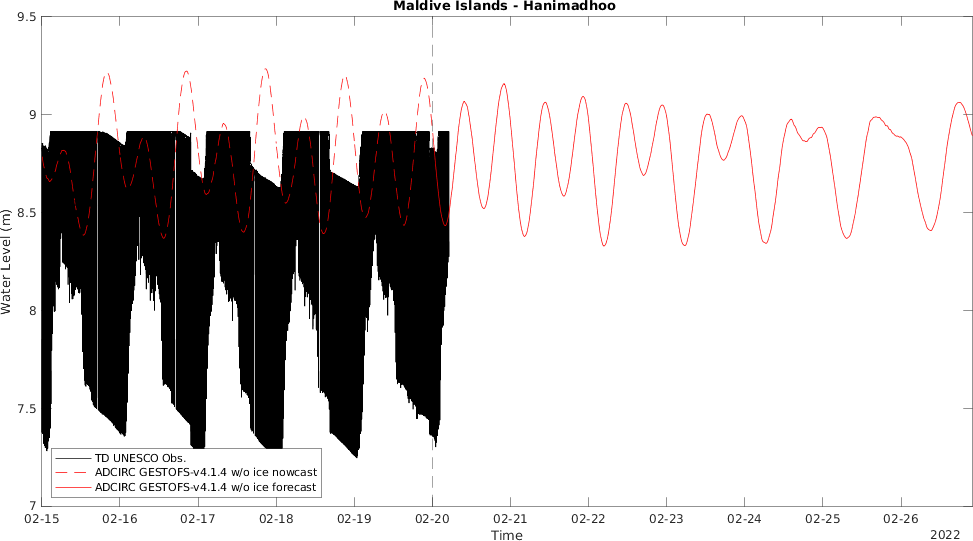 Maldive Islands - Hanimadhoo
9.5
9
8.5
8
7.5
7
Water Level (m)
TD UNESCO Obs.
ADCIRC GESTOFS-v4.1.4 w/o ice nowcast
ADCIRC GESTOFS-v4.1.4 w/o ice forecast
02-15 02-16 02-17 02-18 02-19 02-20 02-21 02-22 02-23 02-24 02-25 02-26
Time
2022